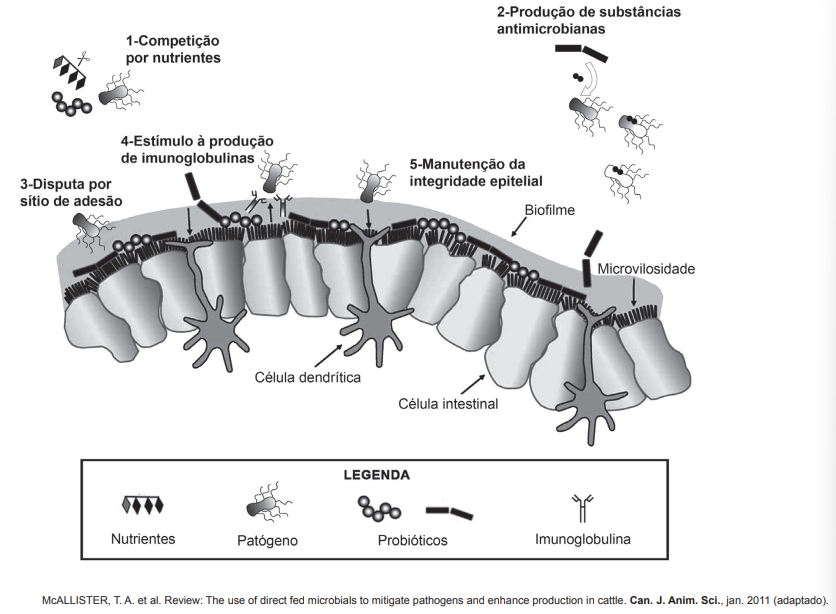 2-Produção de substâncias
antimicrobianas
1-Competição
por nutrientes
4-Estímulo à produção
de imunoglobulinas
5-Manutenção da
integridade epitelial
3-Disputa por
sítio de adesão
Biofilme
Microvilosidade
Célula dendrítica
Célula intestinal
LEGENDA
Nutrientes
Patógeno
Probióticos
Imunoglobulina
McALLISTER, T. A. et al. Review: The use of direct fed microbials to mitigate pathogens and enhance production in cattle. Can. J. Anim. Sci., jan. 2011 (adaptado).